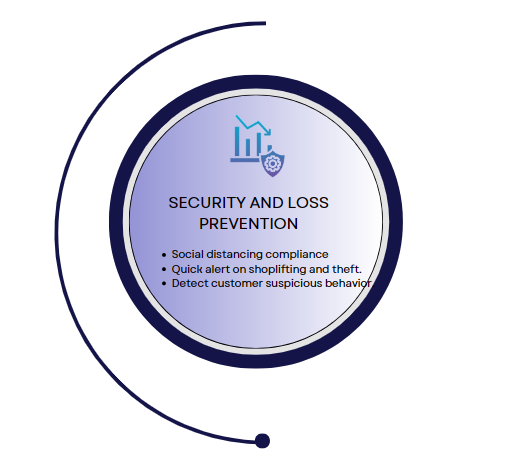 SECURITY AND LOSS
PREVENTION
• Social distancing compliance
• Quick alert on shoplifting and theft.
• Detect customer suspicious behavior